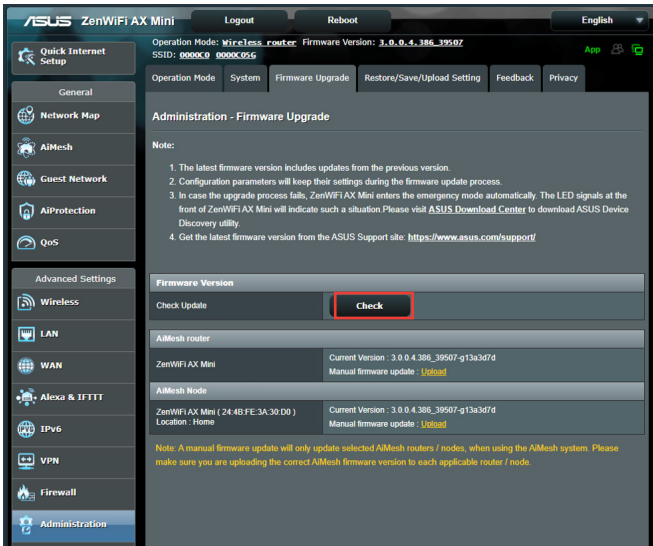 ASUS ZenWiFi AX Mini
Logout
Reboot
English
Quick Internet
Setup
Operation Mode: Wireless router Firmware Version: 3.0.0.4.386_39507
SSID: 0000C0 0000C05G
App
Operation Mode
System
Firmware Upgrade
Restore/Save/Upload Setting
Feedback
Privacy
General
Network Map
AiMesh
Guest Network
AiProtection
QoS
Advanced Settings
Wireless
LAN
WAN
Alexa & IFTTT
IPv6
VPN
Firewall
Administration
Administration - Firmware Upgrade
Note:
1. The latest firmware version includes updates from the previous version.
2. Configuration parameters will keep their settings during the firmware update process.
3. In case the upgrade process fails, ZenWiFi AX Mini enters the emergency mode automatically. The LED signals at the
front of ZenWiFi AX Mini will indicate such a situation.Please visit ASUS Download Center to download ASUS Device
Discovery utility.
4. Get the latest firmware version from the ASUS Support site: https://www.asus.com/support/
Firmware Version
Check Update
Check
AiMesh router
ZenWiFi AX Mini
Current Version : 3.0.0.4.386_39507-g13a3d7d
Manual firmware update : Upload
AiMesh Node
ZenWiFi AX Mini ( 24:4B:FE:3A:30:D0 )
Location : Home
Current Version : 3.0.0.4.386_39507-g13a3d7d
Manual firmware update : Upload
Note: A manual firmware update will only update selected AiMesh routers / nodes, when using the AiMesh system. Please
make sure you are uploading the correct AiMesh firmware version to each applicable router / node.